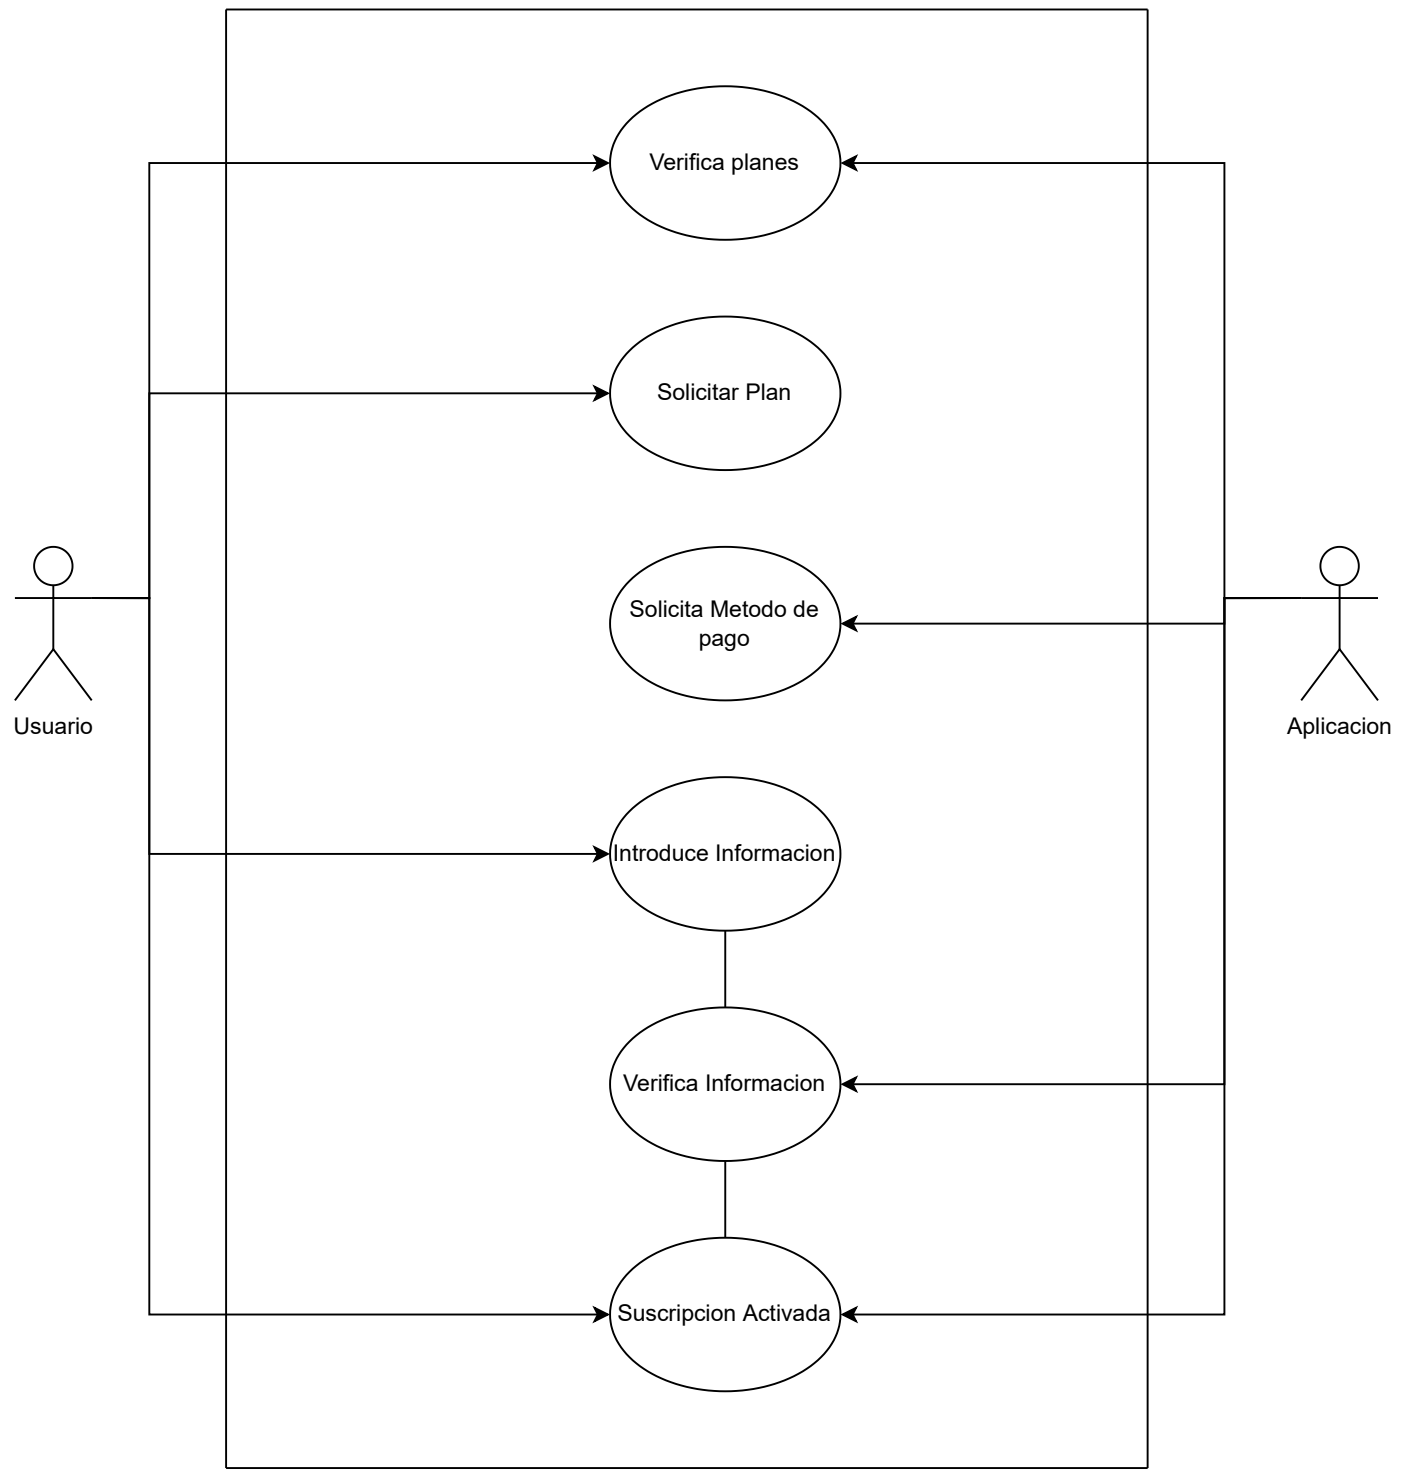 Verifica planes
Solicitar Plan
Solicita Metodo de
pago
Usuario
Aplicacion
Introduce Informacion
Verifica Informacion
Suscripcion Activada